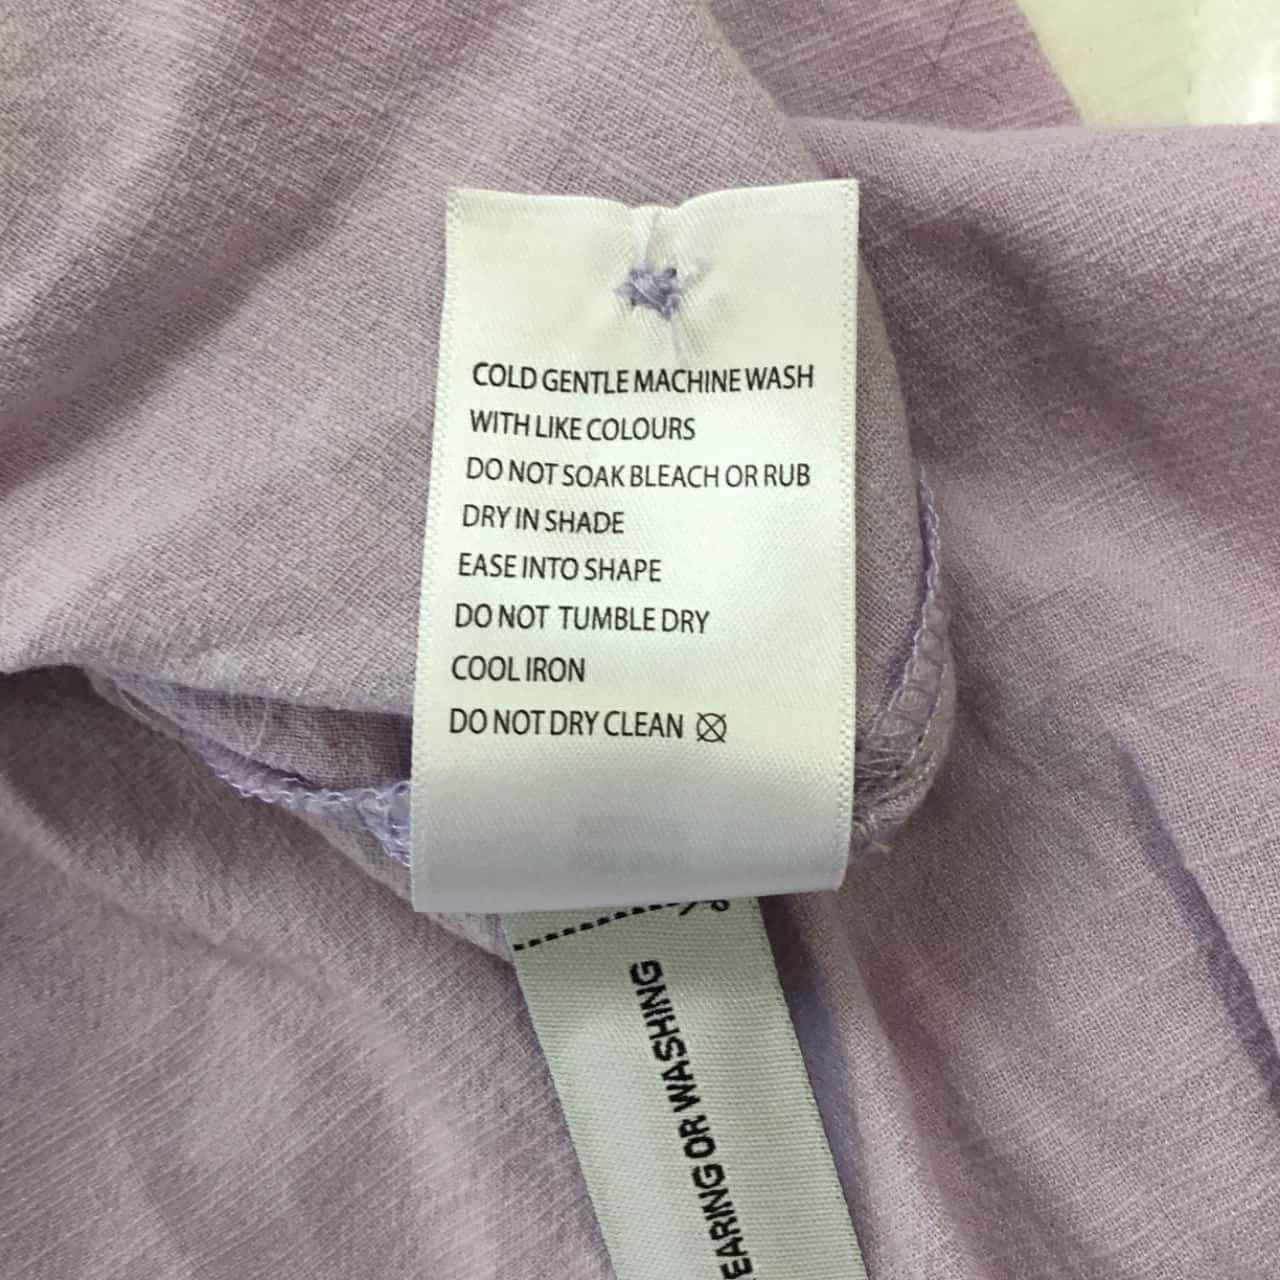 COLD GENTLE MACHINE WASH
WITH LIKE COLOURS
DO NOT SOAK BLEACH OR RUB
DRY IN SHADE
EASE INTO SHAPE
DO NOT TUMBLE DRY
COOL IRON
DO NOT DRY CLEAN
OR WASHING